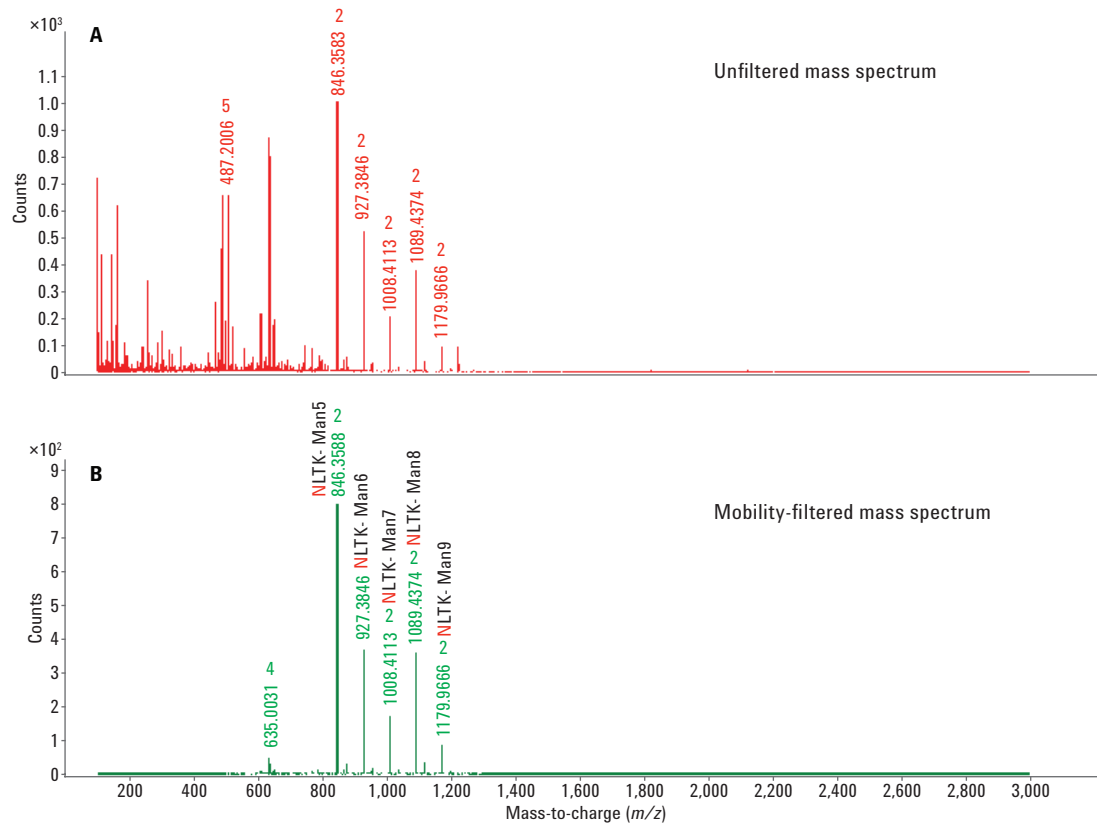 ×10³
A
Unfiltered mass spectrum
Counts
1.1
1.0
0.9
0.8
0.7
0.6
0.5
0.4
0.3
0.2
0.1
0
487.2006 5
846.3583 2
927.3846 2
1008.4113 2
1089.4374 2
1179.9666 2
×10²
B
Mobility-filtered mass spectrum
Counts
9
8
7
6
5
4
3
2
1
0
635.0031 4
NLTK- Man5
846.3588 2
927.3846 2
NLTK- Man6
1008.4113 2
NLTK- Man7
1089.4374 2
NLTK- Man8
1179.9666 2
NLTK- Man9
200 400 600 800 1,000 1,200 1,400 1,600 1,800 2,000 2,200 2,400 2,600 2,800 3,000
Mass-to-charge (m/z)